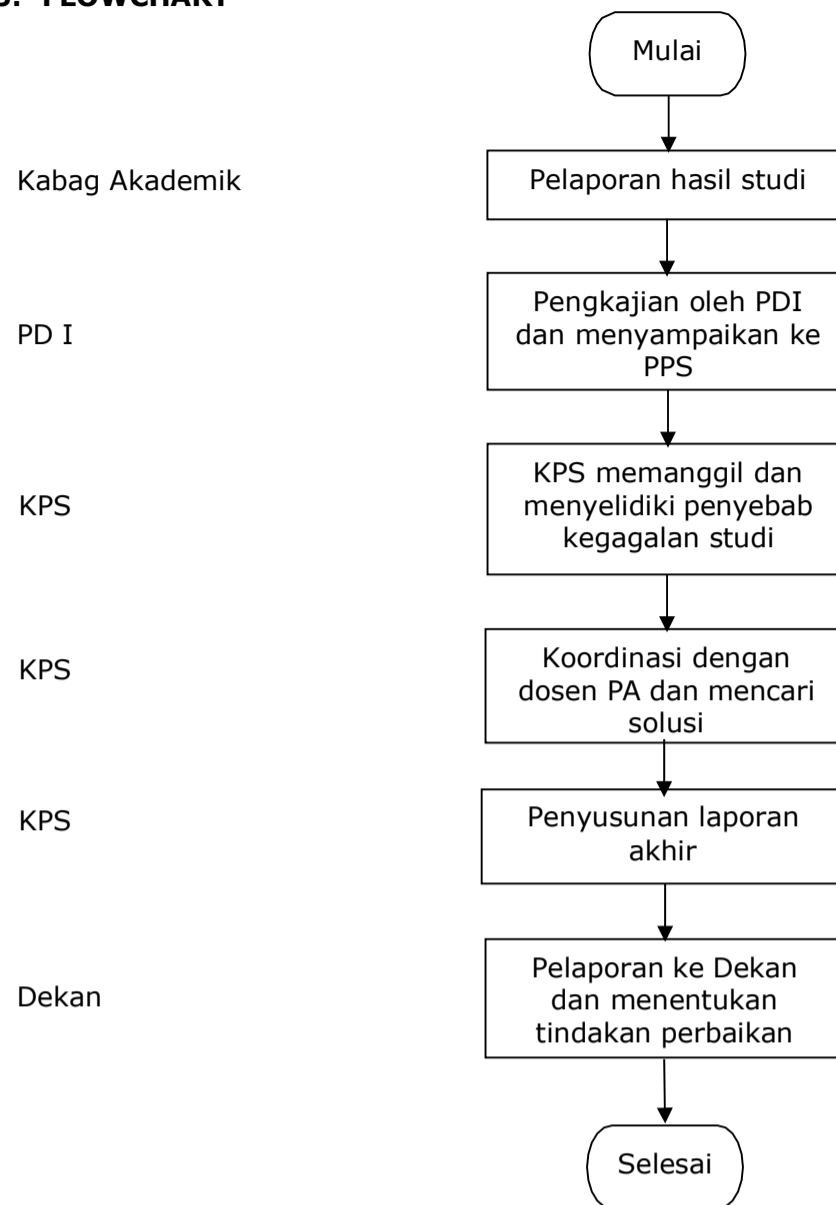 FLOWCHART
Mulai
Kabag Akademik
Pelaporan hasil studi
PD I
Pengkajian oleh PDI
dan menyampaikan ke
PPS
KPS
KPS memanggil dan
menyelidiki penyebab
kegagalan studi
KPS
Koordinasi dengan
dosen PA dan mencari
solusi
KPS
Penyusunan laporan
akhir
Dekan
Pelaporan ke Dekan
dan menentukan
tindakan perbaikan
Selesai